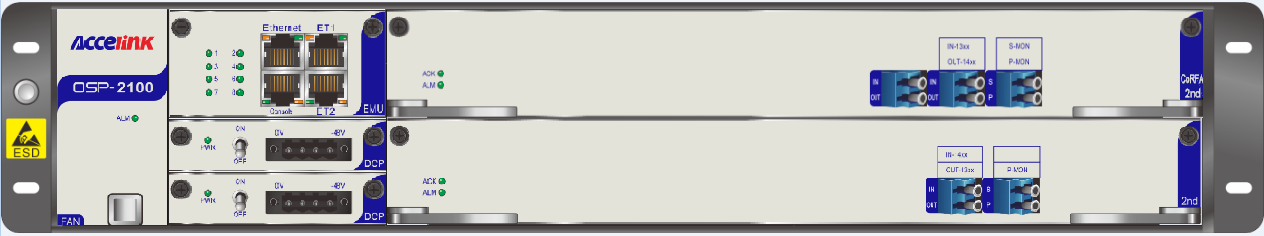 Accelink
OSP-2100
ALM
ESD
FAN
Ethernet
ET1
1
2
3
4
5
6
7
8
Console
ET2
EMU
PWR
ON
OFF
0V
-48V
DCP
PWR
ON
OFF
0V
-48V
DCP
ACK
ALM
IN-13xx
OUT-14xx
S-MON
P-MON
IN
OUT
IN
OUT
S
P
CoRFA
2nd
ACK
ALM
IN-14xx
OUT-13xx
P-MON
IN
OUT
S
P
2nd